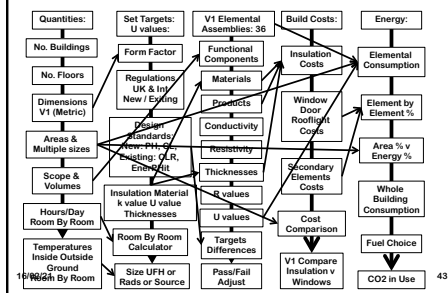 Quantities:
No. Buildings
No. Floors
Dimensions
V1 (Metric)
Areas &
Multiple sizes
Scope &
Volumes
Hours/Day
Room By Room
Temperatures
Inside Outside
Ground
Room By Room
Set Targets:
U values:
Form Factor
Regulations
UK & Int
New / Exiting
Design
Standards:
New: PH, CL,
Existing: CLR,
EnerPHit
Insulation Material
k value U value
Thicknesses
Room By Room
Calculator
Size UFH or
Rads or Source
V1 Elemental
Assemblies: 36
Functional
Components
Materials
Products
Conductivity
Resistivity
Thicknesses
R values
U values
Targets
Differences
Pass/Fail
Adjust
Build Costs:
Insulation
Costs
Window
Door
Rooflight
Costs
Secondary
Elements
Costs
Cost
Comparison
V1 Compare
Insulation v
Windows
Energy:
Elemental
Consumption
Element by
Element %
Area % v
Energy %
Whole
Building
Consumption
Fuel Choice
CO2 in Use
43